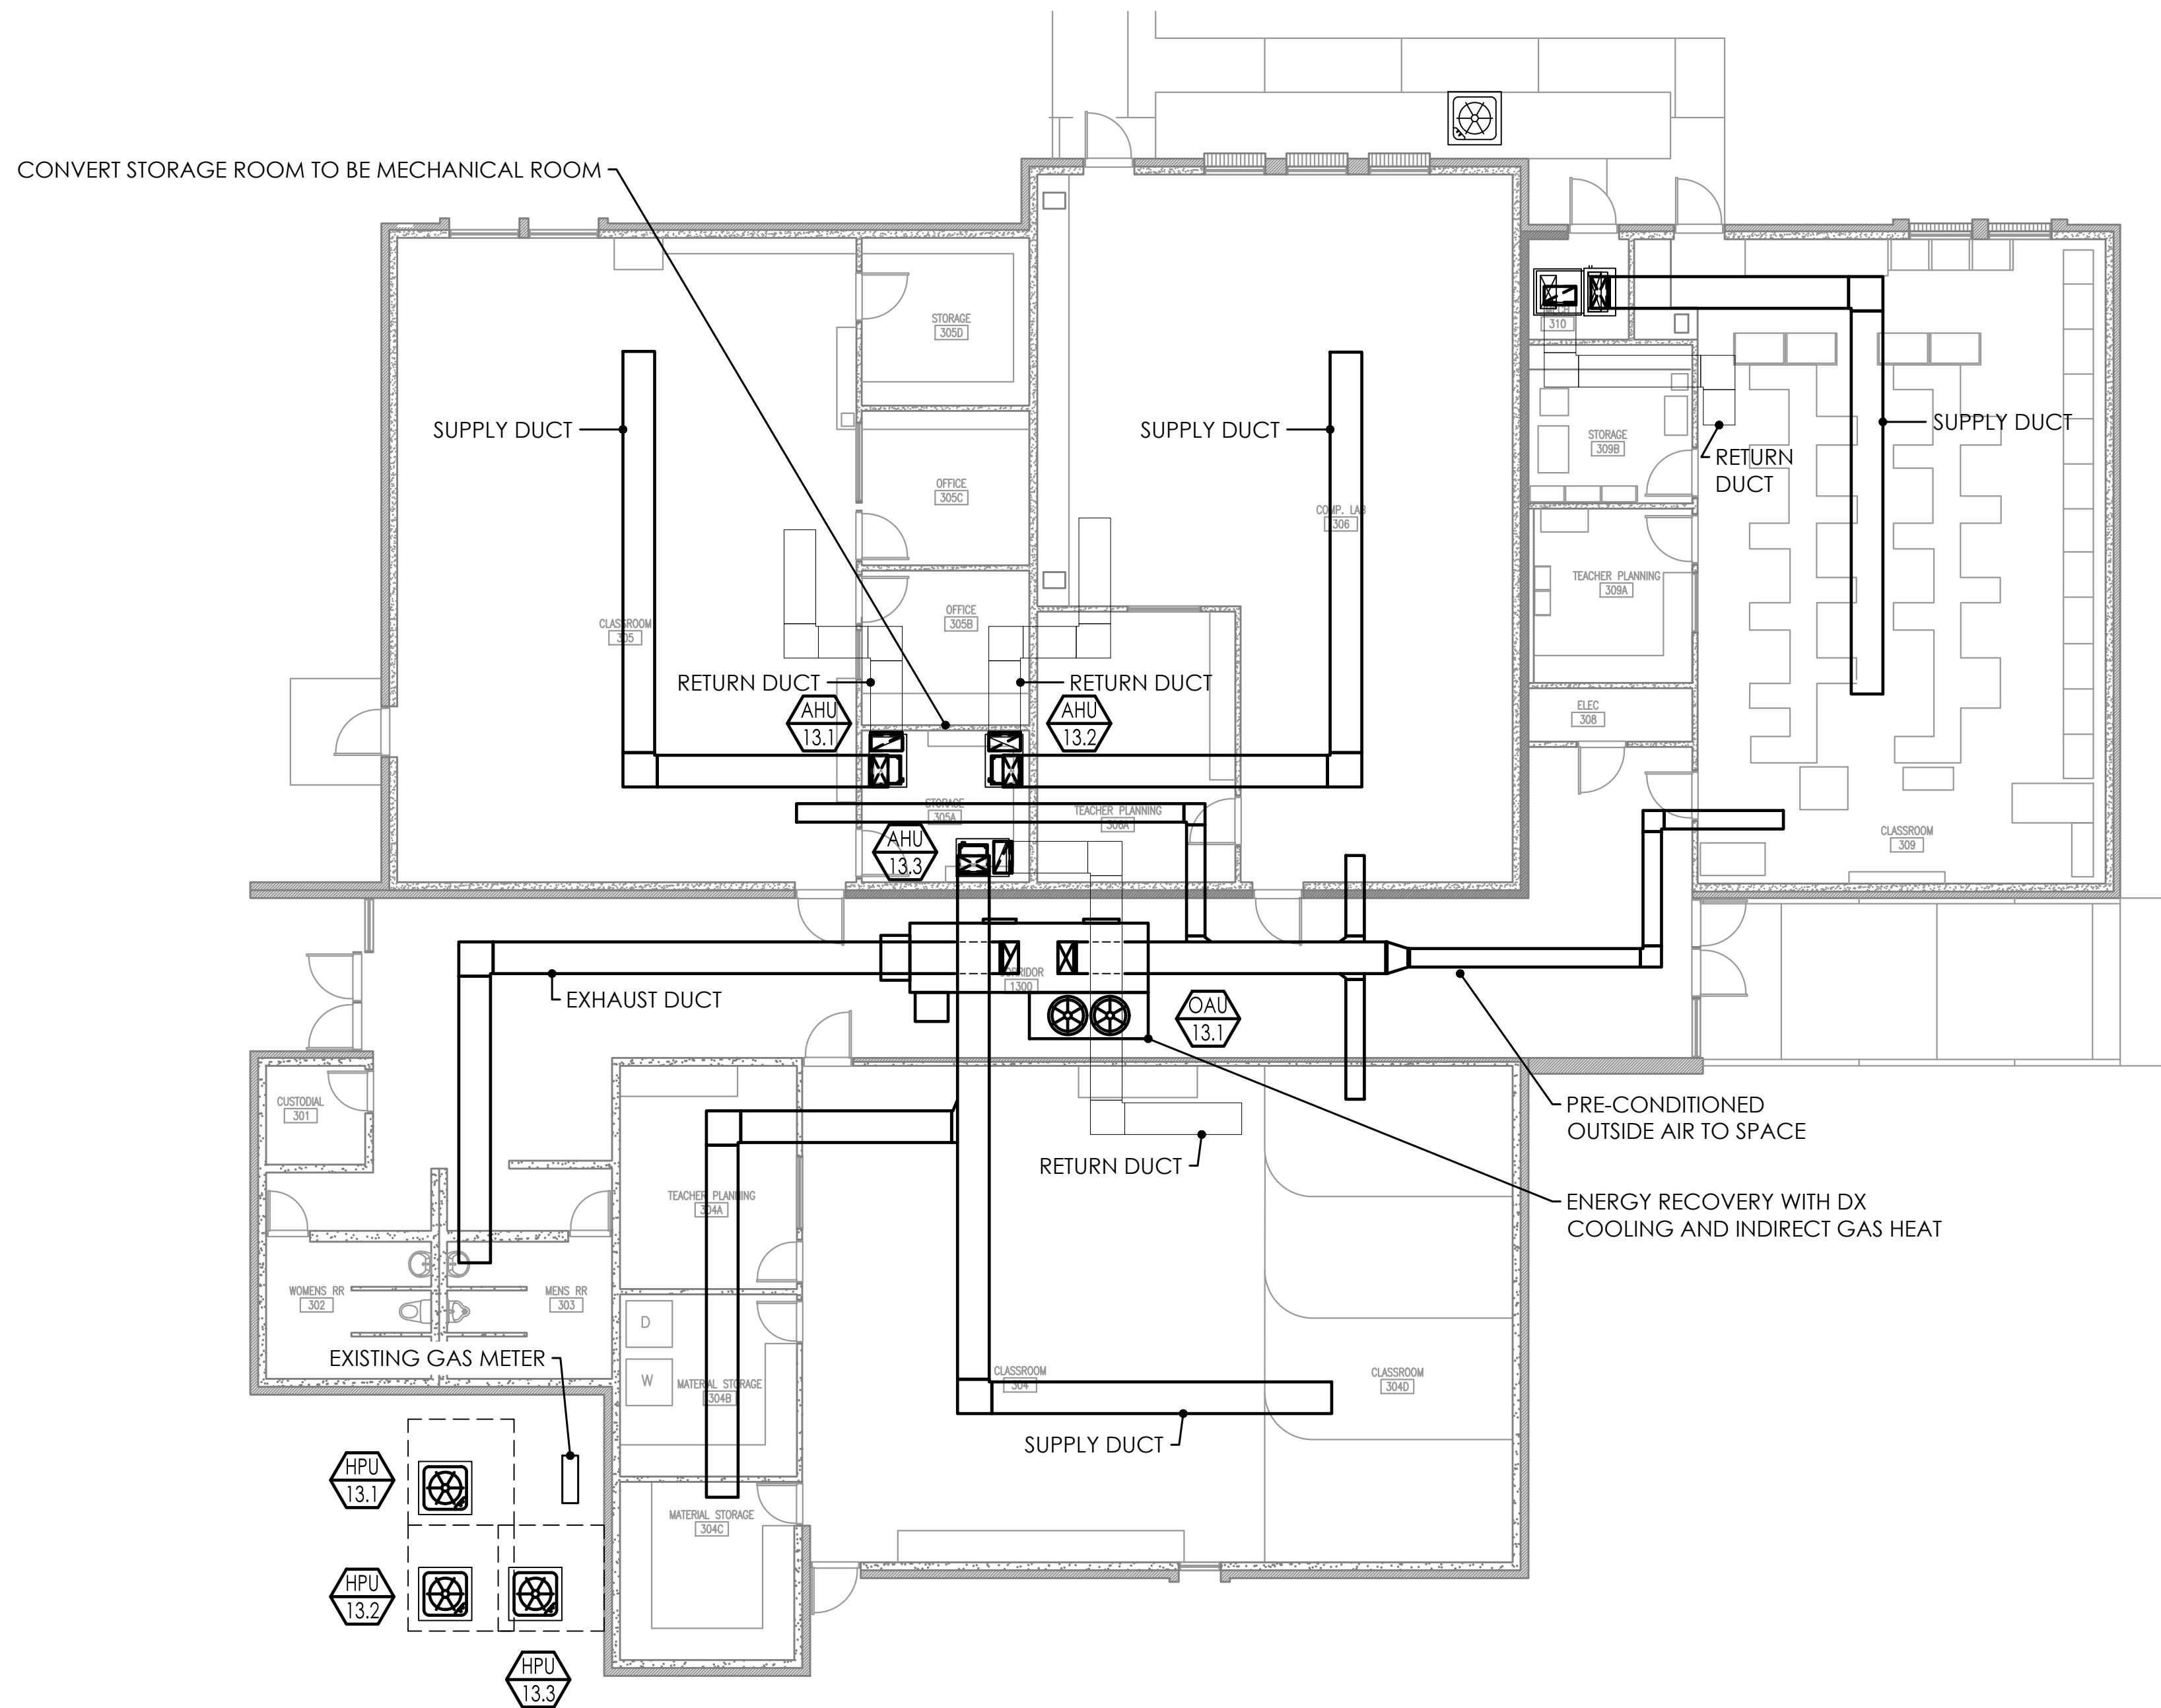 CONVERT STORAGE ROOM TO BE MECHANICAL ROOM
STORAGE
305D
310
SUPPLY DUCT
SUPPLY DUCT
SUPPLY DUCT
STORAGE
309B
RETURN
DUCT
OFFICE
305C
COMP. LAB
306
TEACHER PLANNING
309A
OFFICE
305B
CLASSROOM
305
RETURN DUCT
RETURN DUCT
AHU
13.1
AHU
13.2
ELEC
308
STORAGE
305A
TEACHER PLANNING
306A
AHU
13.3
CLASSROOM
309
CORRIDOR
1300
EXHAUST DUCT
OAU
13.1
CUSTODIAL
301
PRE-CONDITIONED
OUTSIDE AIR TO SPACE
RETURN DUCT
TEACHER PLANNING
304A
ENERGY RECOVERY WITH DX
COOLING AND INDIRECT GAS HEAT
WOMENS RR
302
MENS RR
303
D
EXISTING GAS METER
W
MATERIAL STORAGE
304B
CLASSROOM
304
CLASSROOM
304D
SUPPLY DUCT
HPU
13.1
MATERIAL STORAGE
304C
HPU
13.2
HPU
13.3